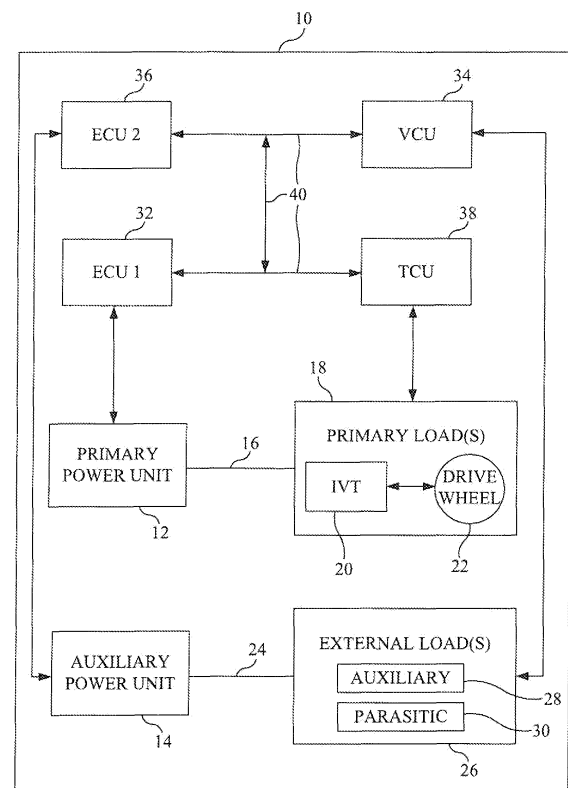 10
36
34
ECU 2
VCU
40
32
38
ECU 1
TCU
18
PRIMARY
POWER UNIT
16
PRIMARY LOAD(S)
IVT
DRIVE
WHEEL
12
20
22
AUXILIARY
POWER UNIT
24
EXTERNAL LOAD(S)
AUXILIARY
28
PARASITIC
30
14
26